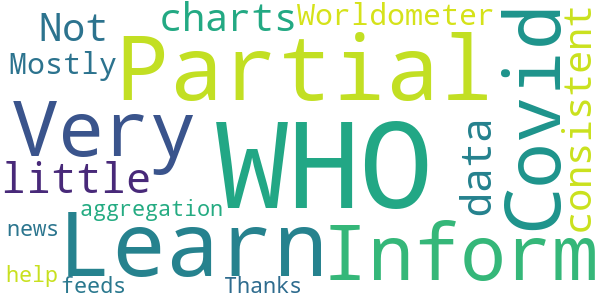 charts Worldometer
Not
Mostly
Partial
Covid
consistent
Very
WHO
data
little
aggregation
Learn
Inform
news
help
feeds
Thanks